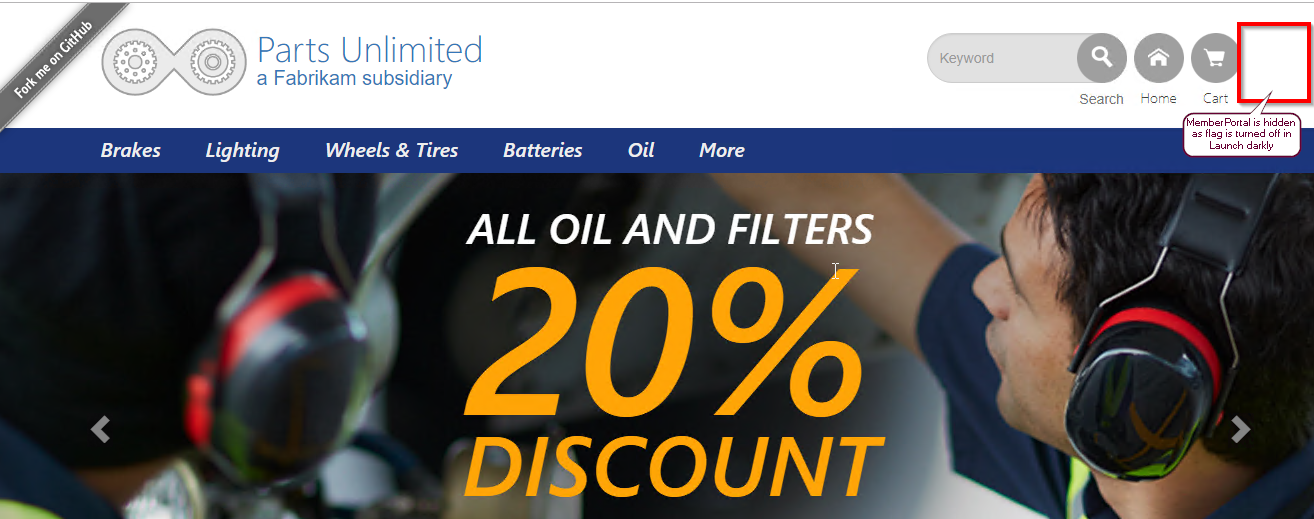 Fork me on GitHub
Parts Unlimited
a Fabrikam subsidiary
Keyword
Search
Home
Cart
MemberPortal is hidden
as flag is turned off in
Launch darkly
Brakes
Lighting
Wheels & Tires
Batteries
Oil
More
ALL OIL AND FILTERS
20%
DISCOUNT